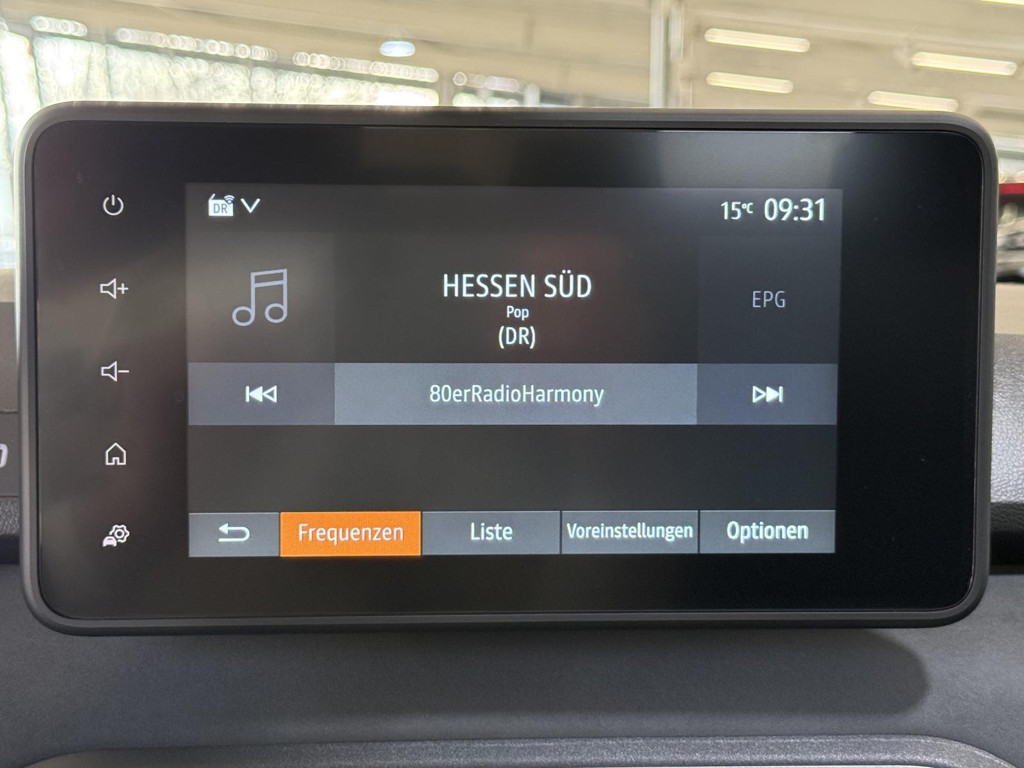 DR
15°C 09:31
HESSEN SÜD
Pop
(DR)
EPG
80erRadioHarmony
Frequenzen Liste Voreinstellungen Optionen